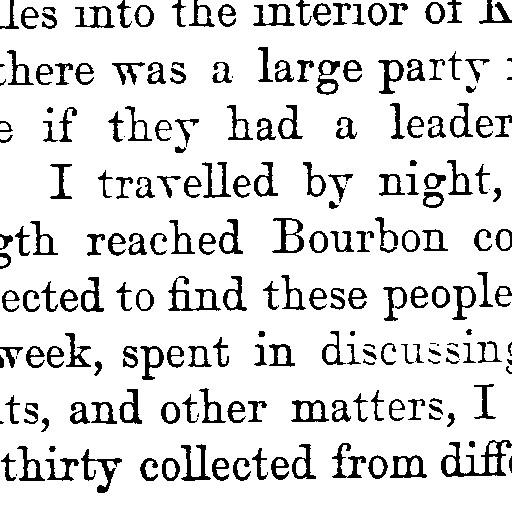 les into the interior of K
there was a large party
e if they had a leader
I travelled by night,
gth reached Bourbon co
ected to find these people
week, spent in discussing
ts, and other matters, I
thirty collected from diff